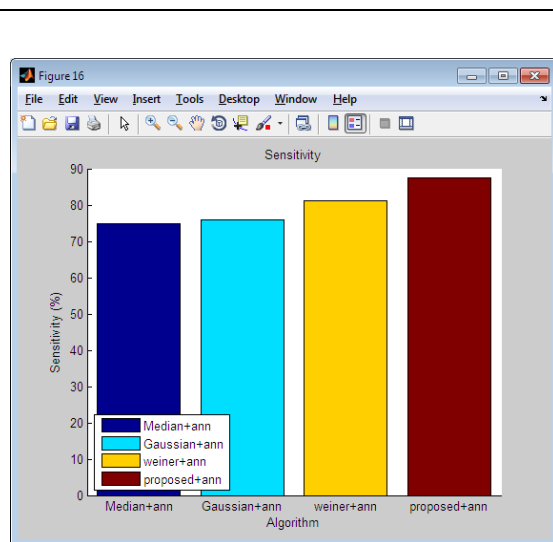 Figure 16
File Edit View Insert Tools Desktop Window Help
Sensitivity
90
80
70
60
50
40
30
20
10
0
Sensitivity (%)
Median+ann
Gaussian+ann
weiner+ann
proposed+ann
Median+ann Gaussian+ann weiner+ann proposed+ann
Algorithm